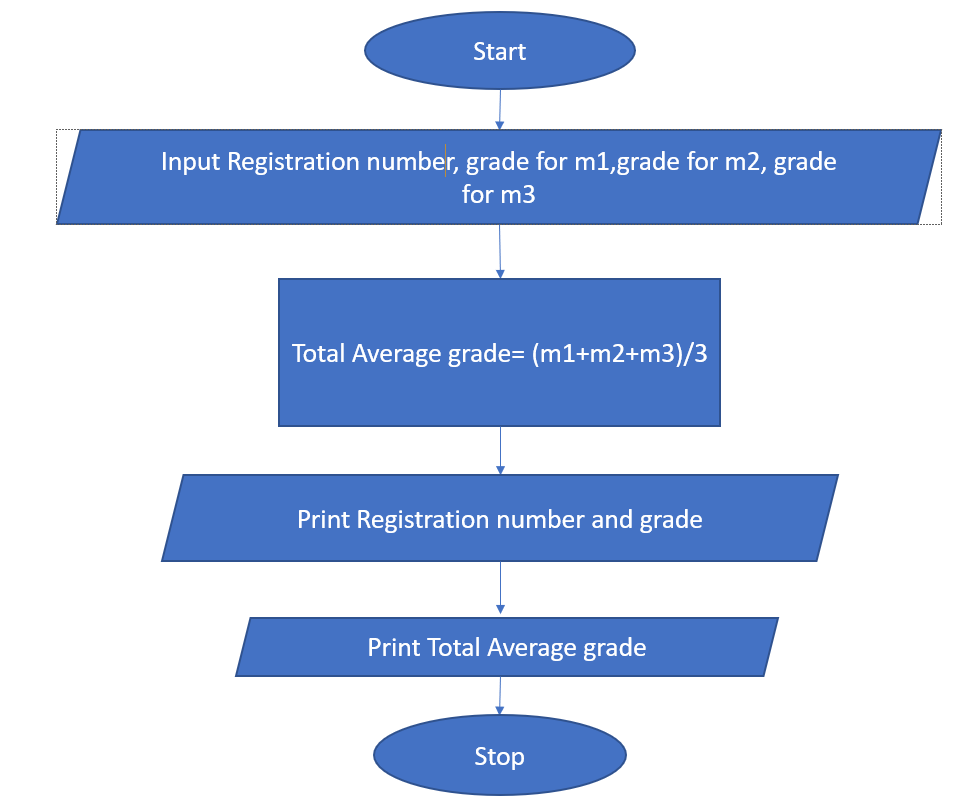 Start
Input Registration number, grade for m1,grade for m2, grade
for m3
Total Average grade= (m1+m2+m3)/3
Print Registration number and grade
Print Total Average grade
Stop